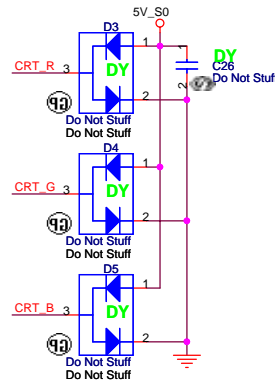 5V_S0
D3
1
CRT_R
3
DY
2
Do Not Stuff
Do Not Stuff
1
DY
C26
Do Not Stuf
2
D4
1
CRT_G
3
DY
2
Do Not Stuff
Do Not Stuff
D5
1
CRT_B
3
DY
2
Do Not Stuff
Do Not Stuff